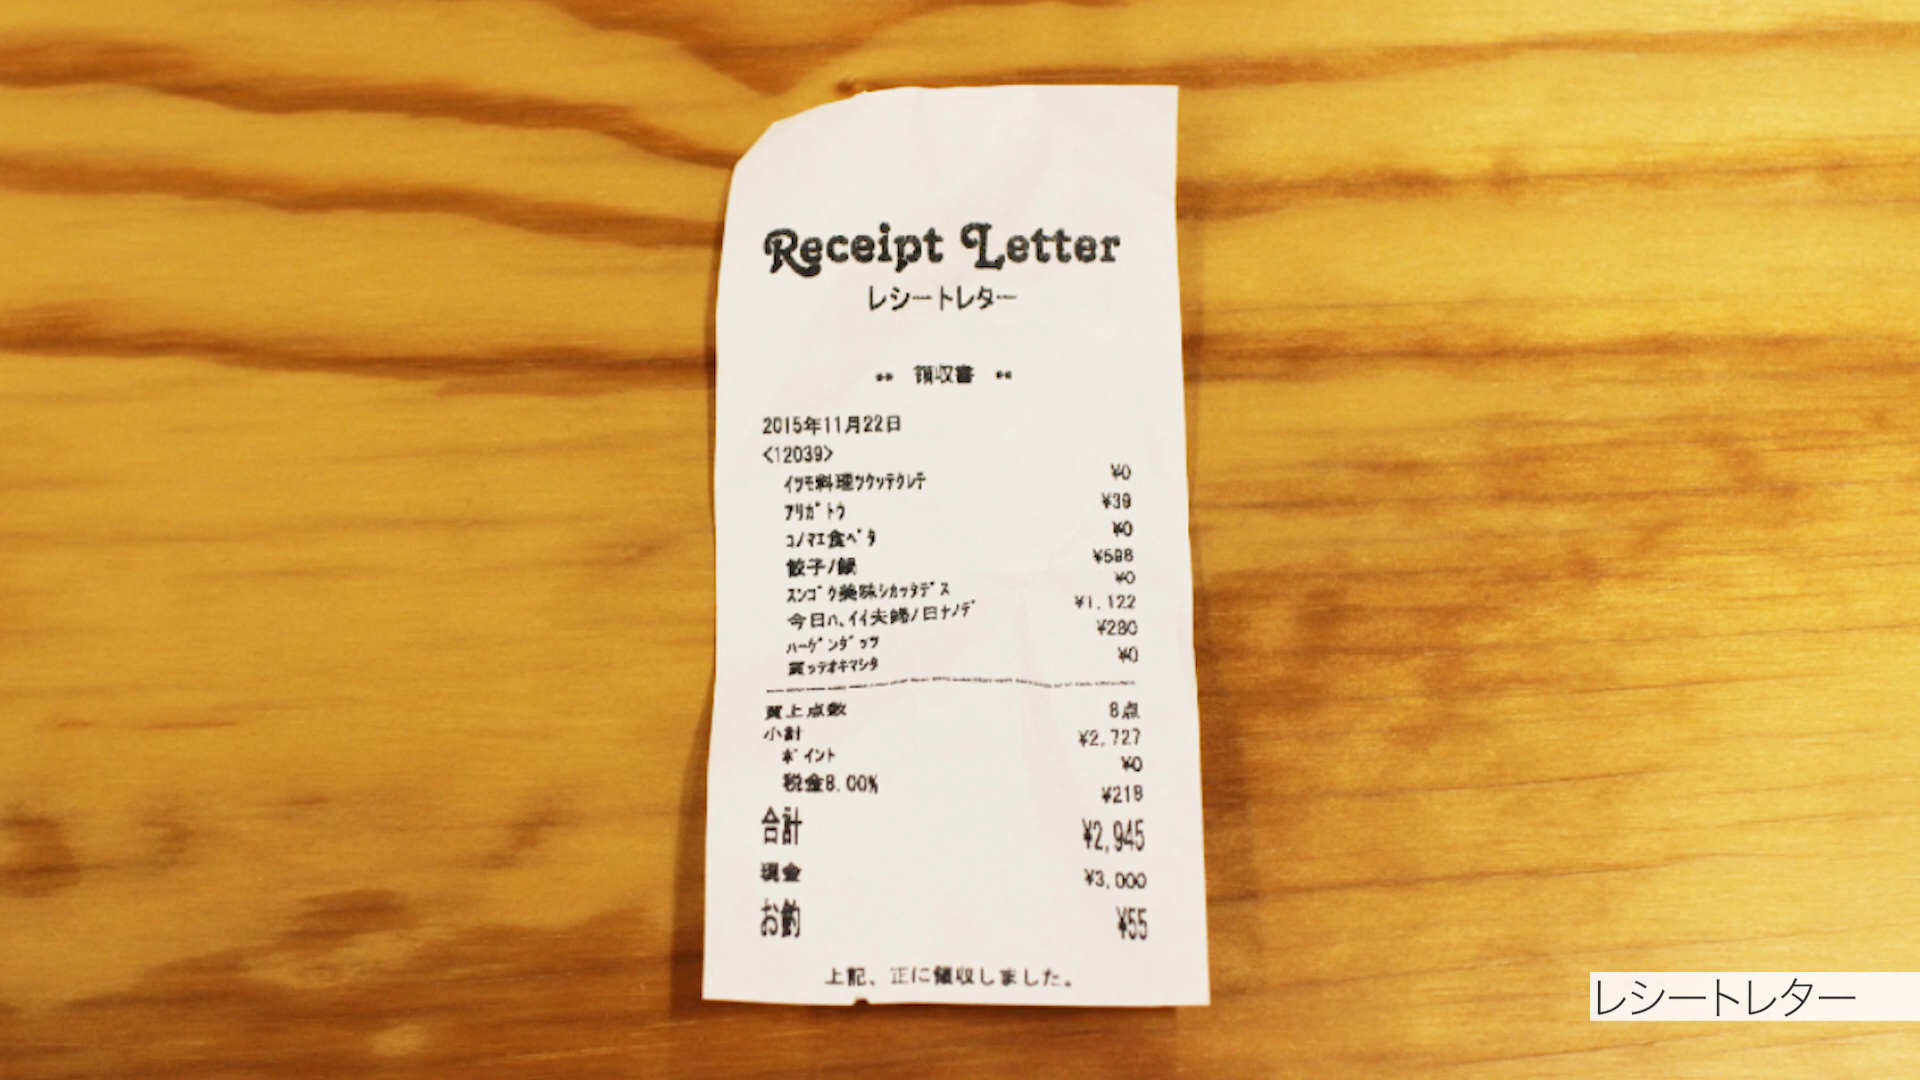 Receipt Letter
レシートレター
** 領収書 **
2015年11月22日
<12039>
ｲﾂﾓ料理ﾂｸｯﾃｸﾚﾃ ¥0
ｱﾘｶﾞﾄｳ ¥39
ｺﾉﾏｴ食ﾍﾞﾀ ¥0
餃子ﾉ鍋 ¥598
ｽﾝｺﾞｸ美味ｼｶｯﾀﾃﾞｽ ¥0
今日ﾊ､ｲｲ夫婦ﾉ日ﾅﾉﾃﾞ ¥1,122
ﾊｰｹﾞﾝﾀﾞｯﾂ ¥280
買ｯﾃｵｷﾏｼﾀ ¥0
買上点数 8点
小計 ¥2,727
ﾎﾟｲﾝﾄ ¥0
税金8.00% ¥218
合計 ¥2,945
現金 ¥3,000
お釣 ¥55
上記、正に領収しました。
レシートレター